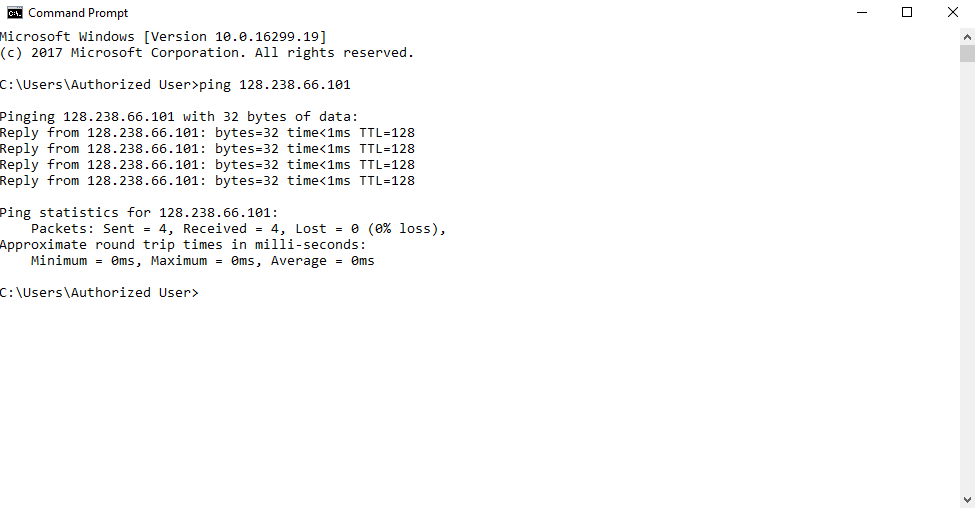 Command Prompt
Microsoft Windows [Version 10.0.16299.19]
(c) 2017 Microsoft Corporation. All rights reserved.
C:\Users\Authorized User>ping 128.238.66.101
Pinging 128.238.66.101 with 32 bytes of data:
Reply from 128.238.66.101: bytes=32 time<1ms TTL=128
Reply from 128.238.66.101: bytes=32 time<1ms TTL=128
Reply from 128.238.66.101: bytes=32 time<1ms TTL=128
Reply from 128.238.66.101: bytes=32 time<1ms TTL=128
Ping statistics for 128.238.66.101:
    Packets: Sent = 4, Received = 4, Lost = 0 (0% loss),
Approximate round trip times in milli-seconds:
    Minimum = 0ms, Maximum = 0ms, Average = 0ms
C:\Users\Authorized User>